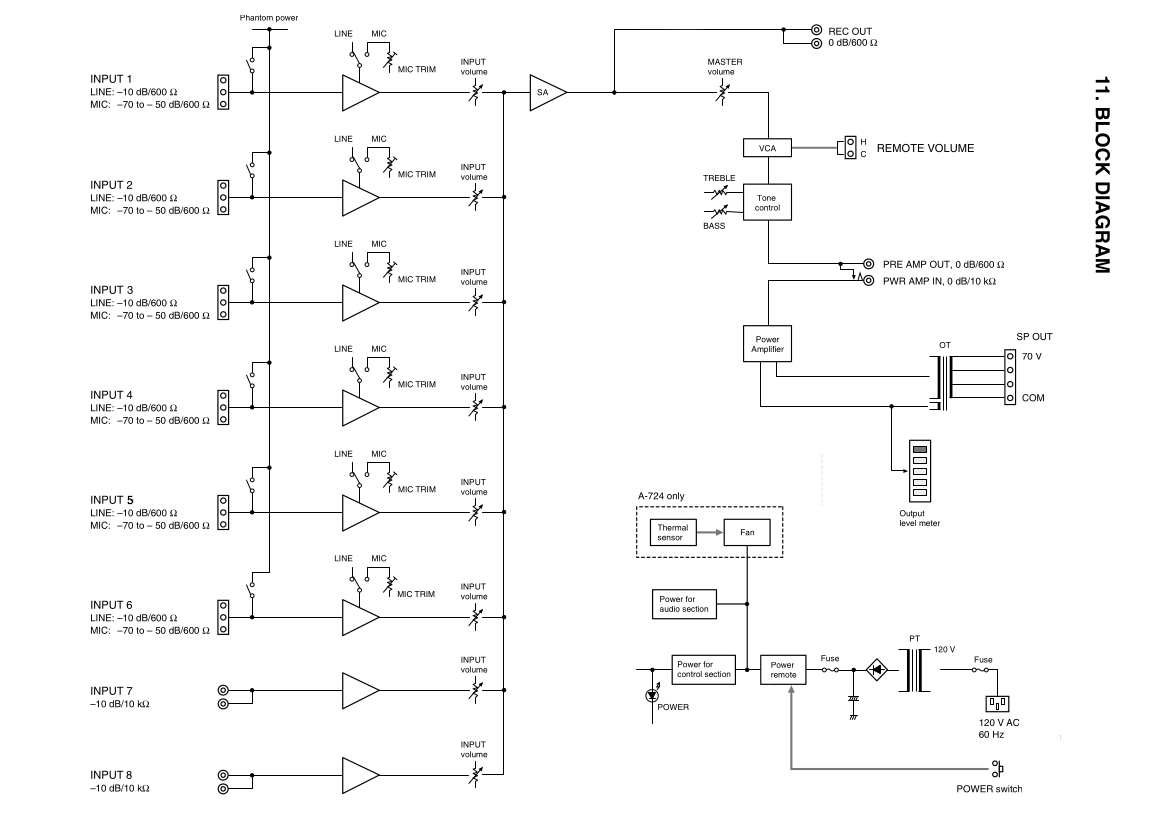 11. BLOCK DIAGRAM
Phantom power
INPUT 1
LINE: –10 dB/600 Ω
MIC: –70 to – 50 dB/600 Ω
LINE
MIC
MIC TRIM
INPUT
volume
SA
REC OUT
0 dB/600 Ω
MASTER
volume
VCA
H
C
REMOTE VOLUME
INPUT 2
LINE: –10 dB/600 Ω
MIC: –70 to – 50 dB/600 Ω
LINE
MIC
MIC TRIM
INPUT
volume
TREBLE
BASS
Tone
control
INPUT 3
LINE: –10 dB/600 Ω
MIC: –70 to – 50 dB/600 Ω
LINE
MIC
MIC TRIM
INPUT
volume
PRE AMP OUT, 0 dB/600 Ω
PWR AMP IN, 0 dB/10 kΩ
Power
Amplifier
OT
SP OUT
70 V
COM
INPUT 4
LINE: –10 dB/600 Ω
MIC: –70 to – 50 dB/600 Ω
LINE
MIC
MIC TRIM
INPUT
volume
Output
level meter
INPUT 5
LINE: –10 dB/600 Ω
MIC: –70 to – 50 dB/600 Ω
LINE
MIC
MIC TRIM
INPUT
volume
A-724 only
Thermal
sensor
Fan
INPUT 6
LINE: –10 dB/600 Ω
MIC: –70 to – 50 dB/600 Ω
LINE
MIC
MIC TRIM
INPUT
volume
Power for
audio section
Power for
control section
Power
remote
Fuse
PT
120 V
Fuse
POWER
120 V AC
60 Hz
INPUT 7
–10 dB/10 kΩ
INPUT
volume
INPUT 8
–10 dB/10 kΩ
INPUT
volume
POWER switch